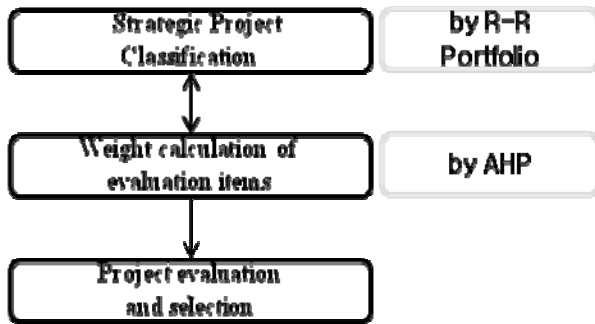 Strategic Project
Classification
by R-R
Portfolio
Weight calculation of
evaluation items
by AHP
Project evaluation
and selection